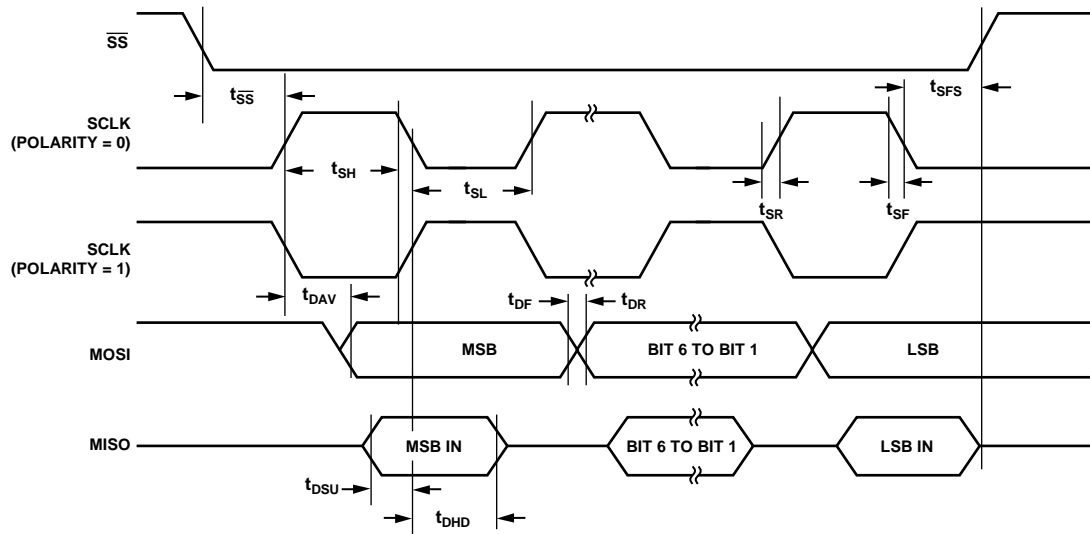 SS
tSS
tSFS
SCLK
(POLARITY = 0)
tSH
tSL
tSR
tSF
SCLK
(POLARITY = 1)
tDAV
tDF
tDR
MOSI
MSB
BIT 6 TO BIT 1
LSB
MISO
MSB IN
BIT 6 TO BIT 1
LSB IN
tDSU
tDHD